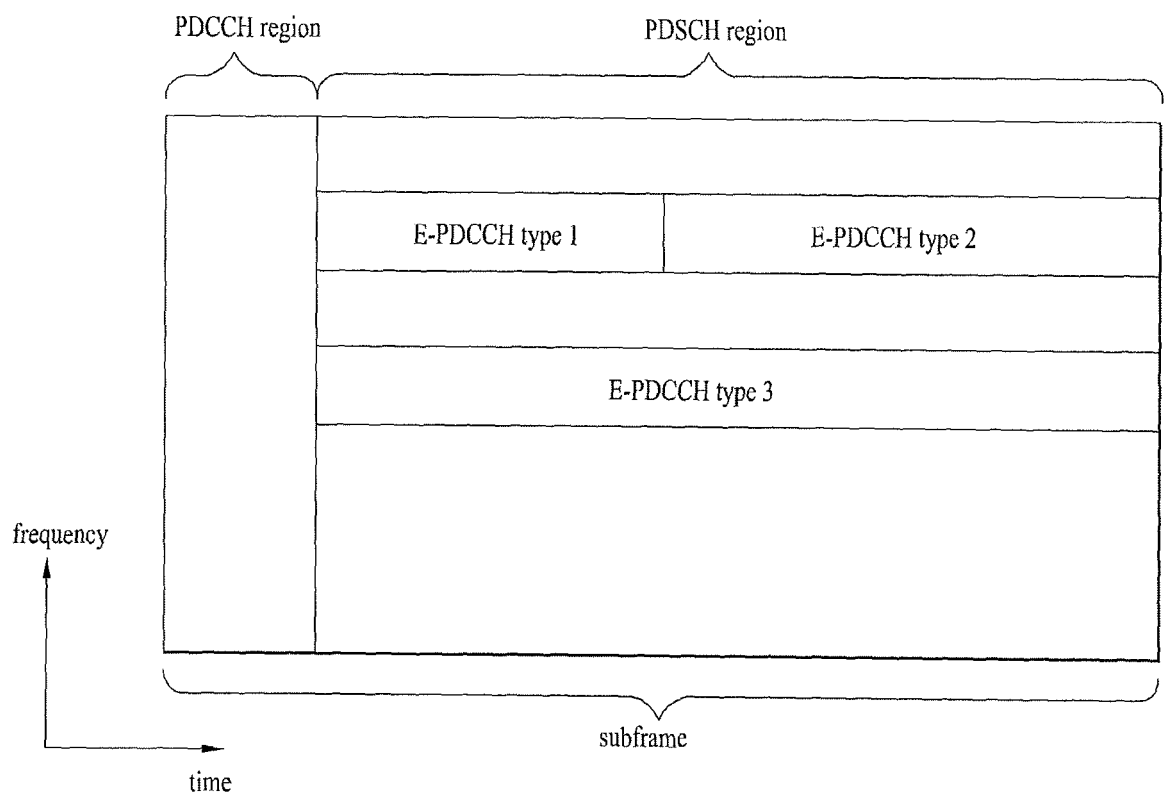 PDCCH region
PDSCH region
E-PDCCH type 1
E-PDCCH type 2
E-PDCCH type 3
frequency
subframe
time